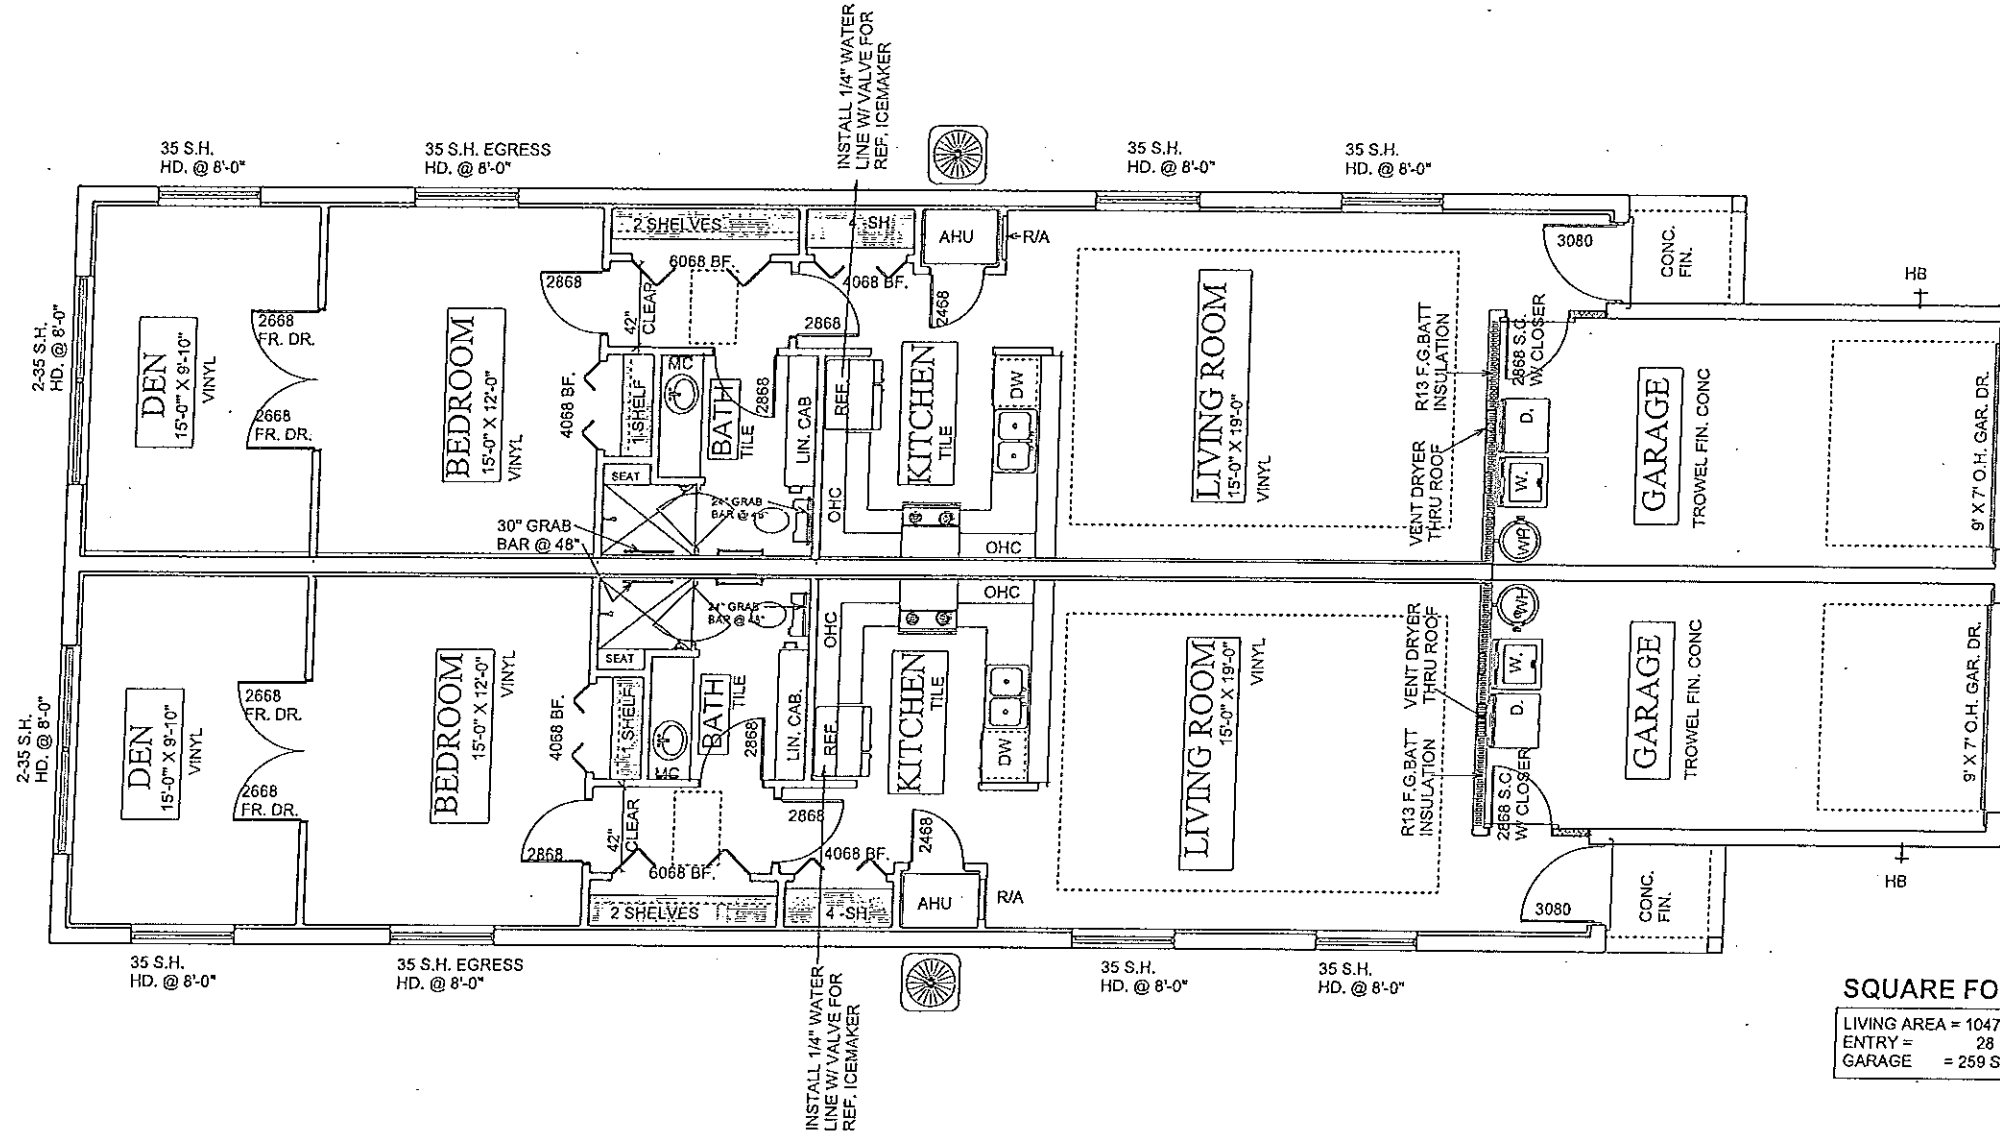 INSTALL 1/4" WATER
LINE W/ VALVE FOR
REF. ICEMAKER
35 S.H.
HD. @ 8'-0"
35 S.H. EGRESS
HD. @ 8'-0"
35 S.H.
HD. @ 8'-0"
35 S.H.
HD. @ 8'-0"
2-35 S.H.
HD. @ 8'-0"
DEN
15'-0" X 9'-10"
VINYL
2668
FR. DR.
2668
FR. DR.
BEDROOM
15'-0" X 12'-0"
VINYL
2868
2 SHELVES
6068 BF.
42"
CLEAR
4068 BF.
1 SHELF
MC
BATH
TILE
2868
LIN. CAB
SEAT
24" GRAB
BAR @ 48"
30" GRAB
BAR @ 48"
4 -SH
4068 BF.
2868
AHU
R/A
2468
REF.
KITCHEN
TILE
DW
OHC
OHC
LIVING ROOM
15'-0" X 19'-0"
VINYL
R13 F.G.BATT
INSULATION
VENT DRYER
THRU ROOF
3080
CONC.
FIN.
HB
2868 S.C.
W/ CLOSER
D.
W.
WH
GARAGE
TROWEL FIN. CONC
9' X 7' O.H. GAR. DR.
2-35 S.H.
HD. @ 8'-0"
DEN
15'-0" X 9'-10"
VINYL
2668
FR. DR.
2668
FR. DR.
BEDROOM
15'-0" X 12'-0"
VINYL
2868
4068 BF.
1 SHELF
SEAT
24" GRAB
BAR @ 48"
MC
BATH
TILE
2868
LIN. CAB.
42"
CLEAR
6068 BF.
2 SHELVES
2868
4068 BF.
4 -SH
OHC
OHC
REF.
KITCHEN
TILE
DW
2468
AHU
R/A
LIVING ROOM
15'-0" X 19'-0"
VINYL
R13 F.G.BATT
INSULATION
VENT DRYER
THRU ROOF
WH
W.
D.
2868 S.C.
W/ CLOSER
GARAGE
TROWEL FIN. CONC
9' X 7' O.H. GAR. DR.
3080
CONC.
FIN.
HB
35 S.H.
HD. @ 8'-0"
35 S.H. EGRESS
HD. @ 8'-0"
35 S.H.
HD. @ 8'-0"
35 S.H.
HD. @ 8'-0"
INSTALL 1/4" WATER
LINE W/ VALVE FOR
REF. ICEMAKER
SQUARE FO
LIVING AREA = 1047
ENTRY = 28
GARAGE = 259 S